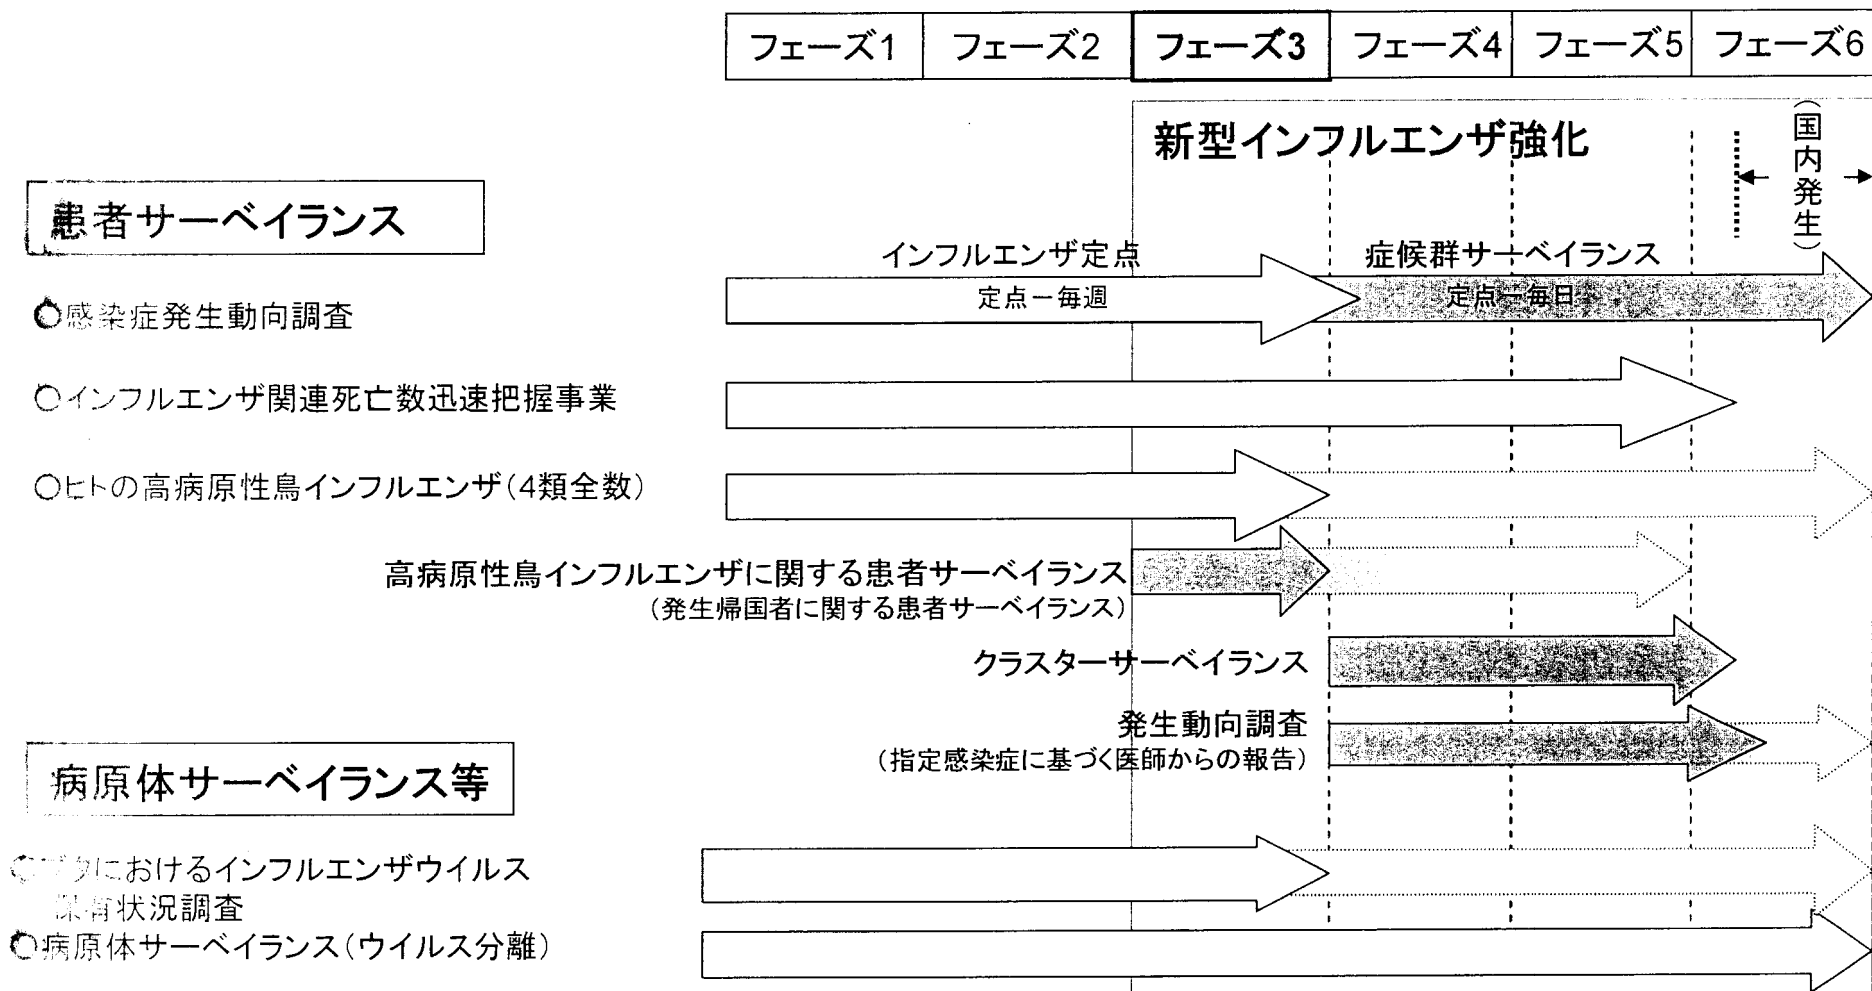 フェーズ1 フェーズ2 フェーズ3 フェーズ4 フェーズ5 フェーズ6
新型インフルエンザ強化
(国内発生)
患者サーベイランス
インフルエンザ定点
症候群サーベイランス
定点－毎週
定点－毎日
○感染症発生動向調査
○インフルエンザ関連死亡数迅速把握事業
○ヒトの高病原性鳥インフルエンザ(4類全数)
高病原性鳥インフルエンザに関する患者サーベイランス
(発生帰国者に関する患者サーベイランス)
クラスターサーベイランス
発生動向調査
(指定感染症に基づく医師からの報告)
病原体サーベイランス等
○ブタにおけるインフルエンザウイルス
保有状況調査
○病原体サーベイランス(ウイルス分離)